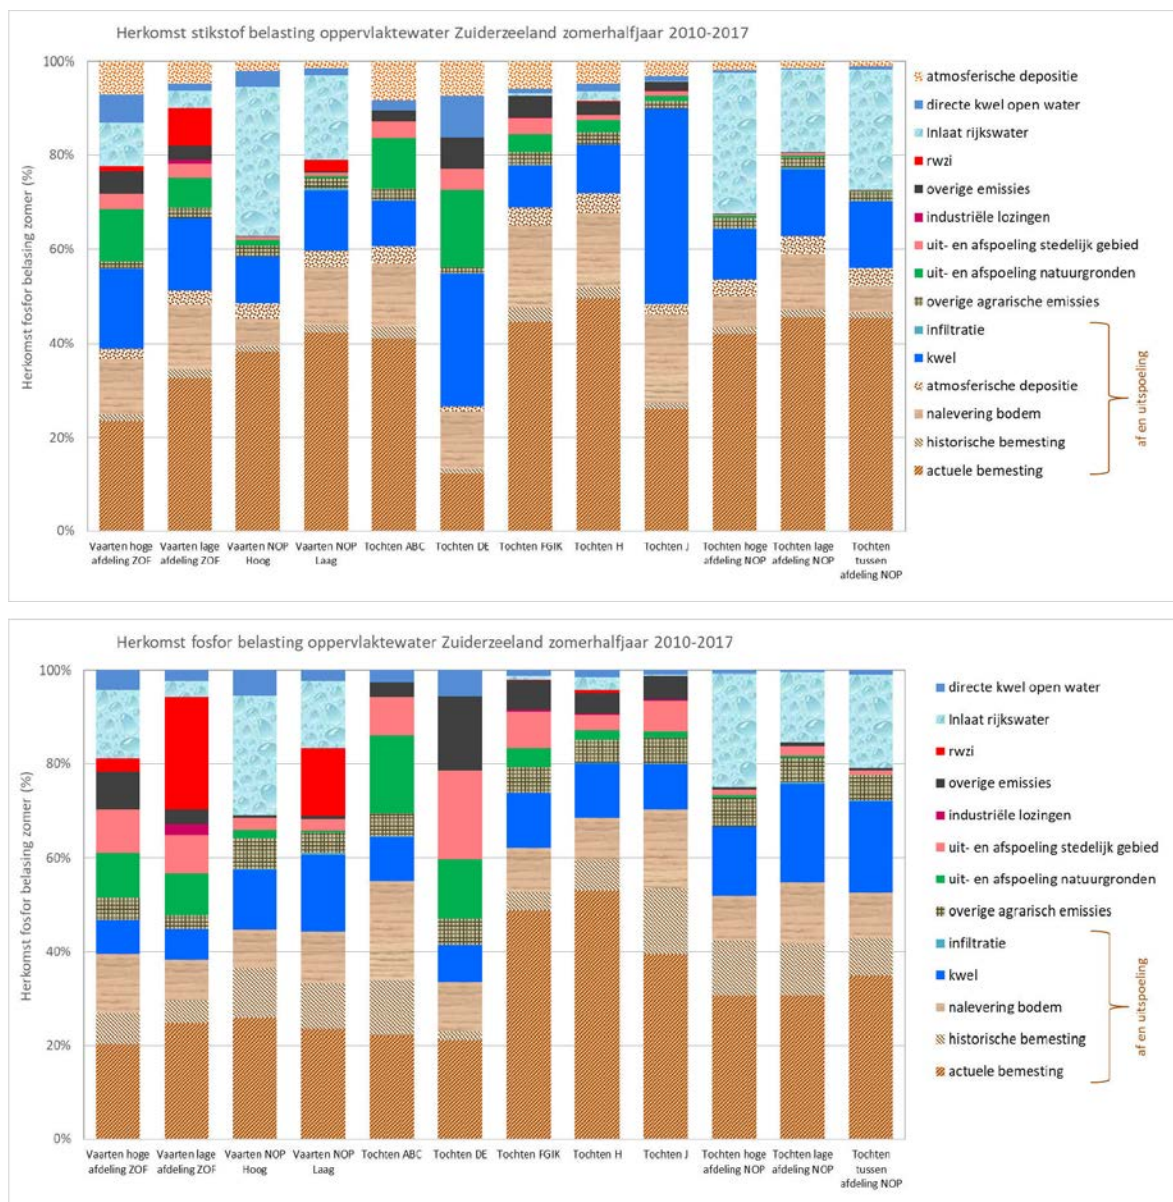 Herkomst stikstof belasting oppervlaktewater Zuiderzeeland zomerhalfjaar 2010-2017
Herkomst fosfor belasing zomer (%)
100%
80%
60%
40%
20%
0%
Vaarten hoge
afdeling ZOF
Vaarten lage
afdeling ZOF
Vaarten NOP
Hoog
Vaarten NOP
Laag
Tochten ABC
Tochten DE
Tochten FGIK
Tochten H
Tochten J
Tochten hoge
afdeling NOP
Tochten lage
afdeling NOP
Tochten
tussen
afdeling NOP
atmosferische depositie
directe kwel open water
Inlaat rijkswater
rwzi
overige emissies
industriële lozingen
uit- en afspoeling stedelijk gebied
uit- en afspoeling natuurgronden
overige agrarische emissies
infiltratie
kwel
atmosferische depositie
nalevering bodem
historische bemesting
actuele bemesting
af en uitspoeling
Herkomst fosfor belasting oppervlaktewater Zuiderzeeland zomerhalfjaar 2010-2017
Herkomst fosfor belasing zomer (%)
100%
80%
60%
40%
20%
0%
Vaarten hoge
afdeling ZOF
Vaarten lage
afdeling ZOF
Vaarten NOP
Hoog
Vaarten NOP
Laag
Tochten ABC
Tochten DE
Tochten FGIK
Tochten H
Tochten J
Tochten hoge
afdeling NOP
Tochten lage
afdeling NOP
Tochten
tussen
afdeling NOP
directe kwel open water
Inlaat rijkswater
rwzi
overige emissies
industriële lozingen
uit- en afspoeling stedelijk gebied
uit- en afspoeling natuurgronden
overige agrarisch emissies
infiltratie
kwel
nalevering bodem
historische bemesting
actuele bemesting
af en uitspoeling